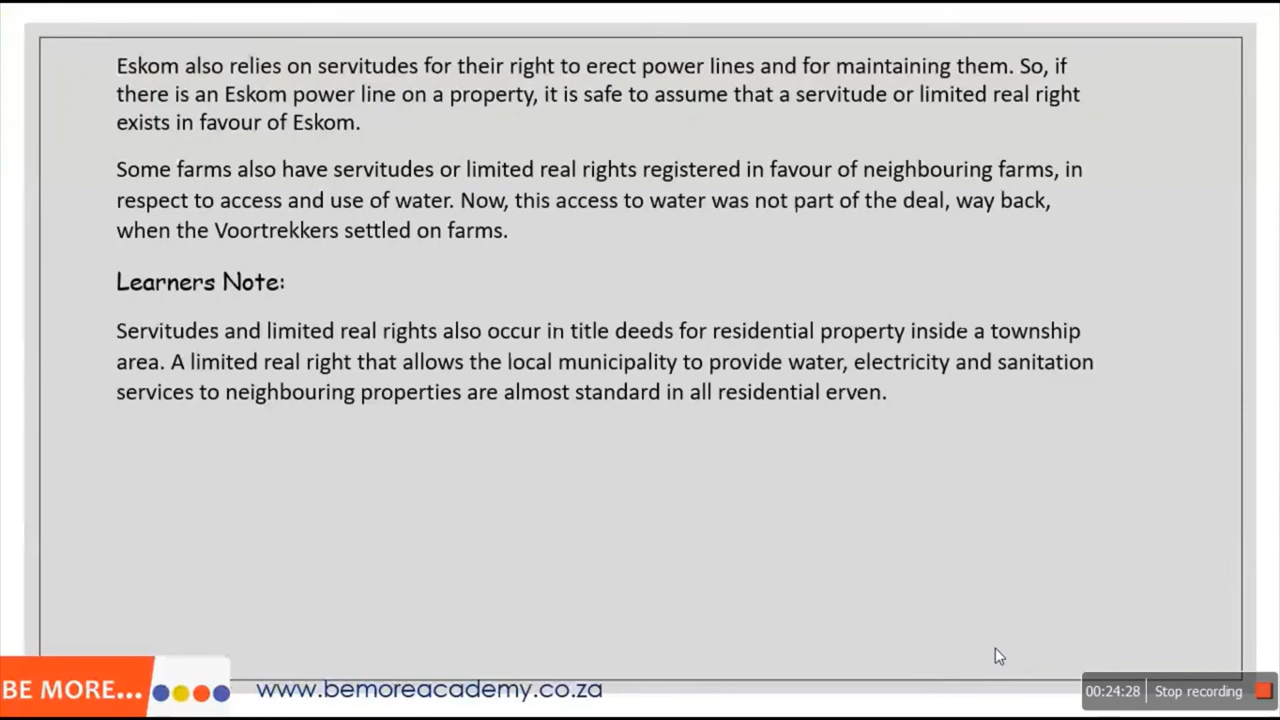 Eskom also relies on servitudes for their right to erect power lines and for maintaining them. So, if
there is an Eskom power line on a property, it is safe to assume that a servitude or limited real right
exists in favour of Eskom.
Some farms also have servitudes or limited real rights registered in favour of neighbouring farms, in
respect to access and use of water. Now, this access to water was not part of the deal, way back,
when the Voortrekkers settled on farms.
Learners Note:
Servitudes and limited real rights also occur in title deeds for residential property inside a township
area. A limited real right that allows the local municipality to provide water, electricity and sanitation
services to neighbouring properties are almost standard in all residential erven.
BE MORE...
www.bemoreacademy.co.za
00:24:28 Stop recording